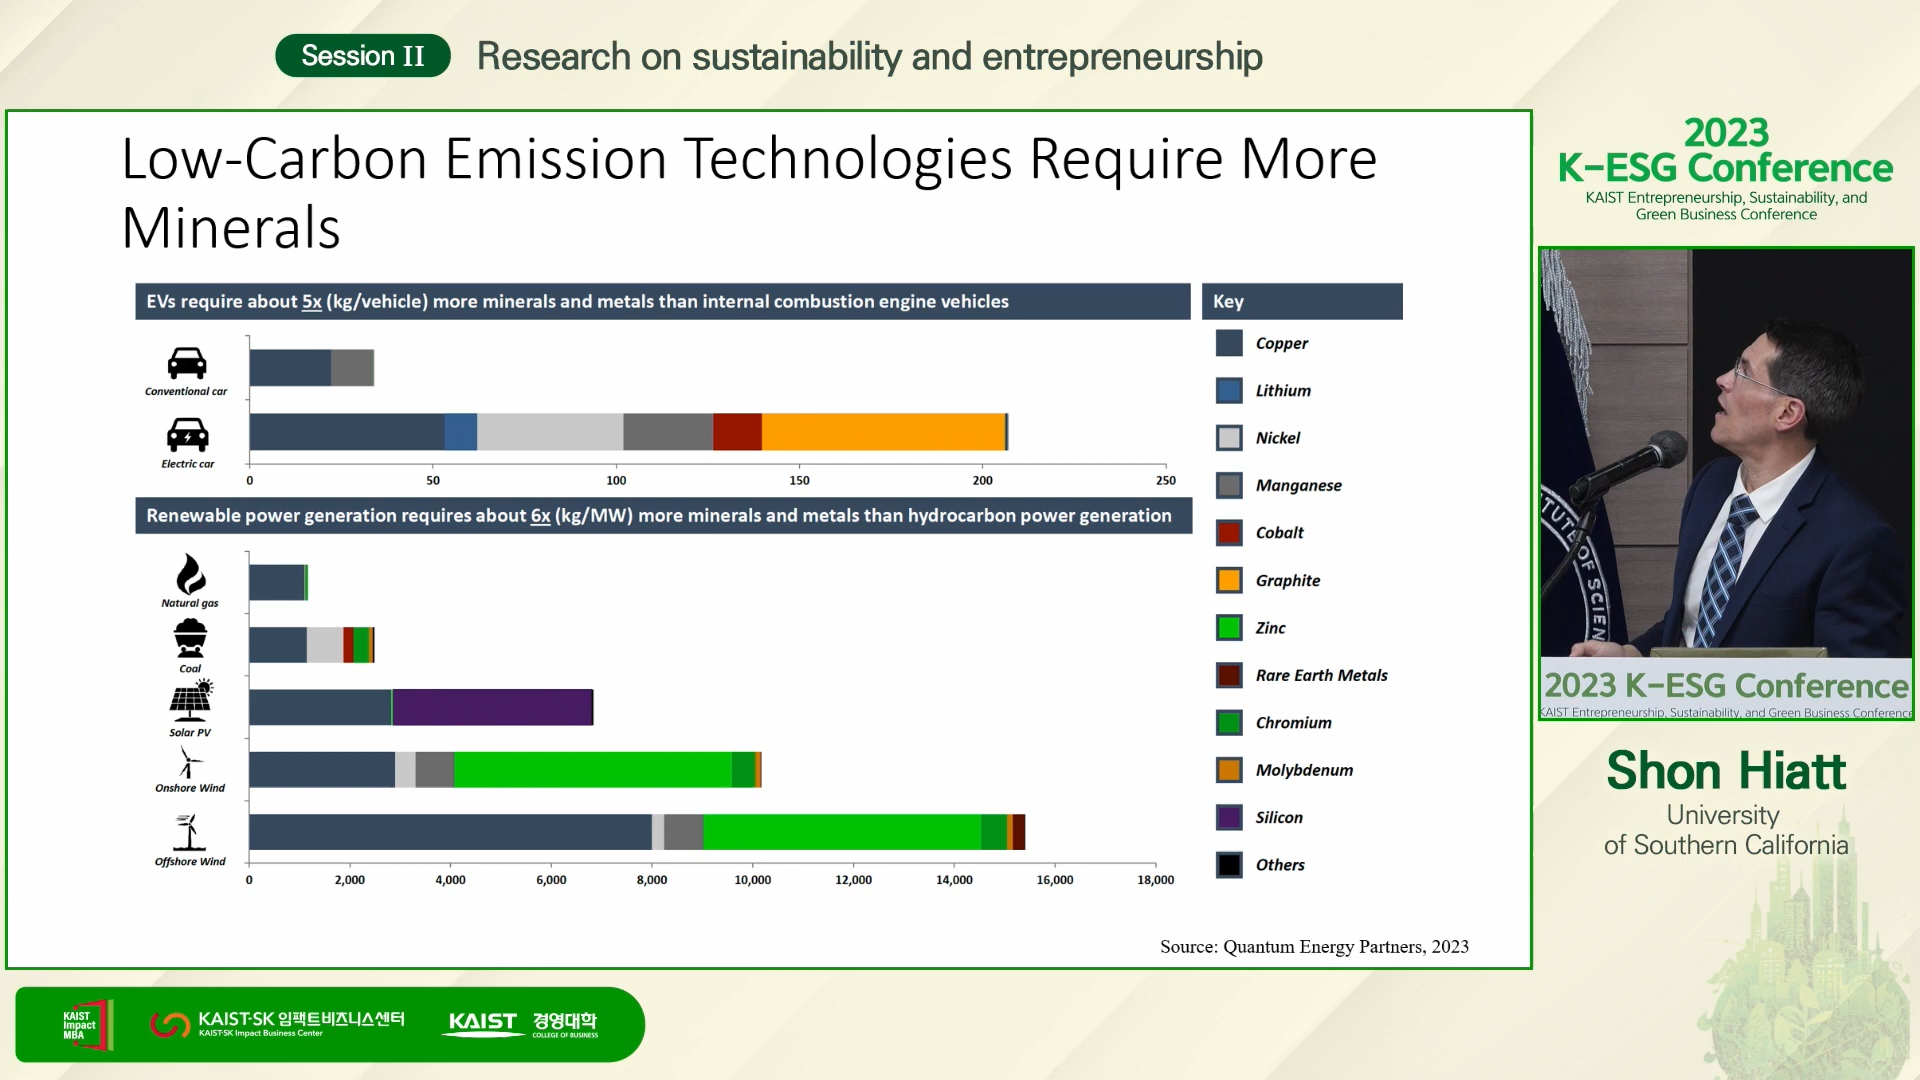 Session II
Research on sustainability and entrepreneurship
Low-Carbon Emission Technologies Require More
Minerals
EVs require about 5x (kg/vehicle) more minerals and metals than internal combustion engine vehicles
Conventional car
Electric car
0 50 100 150 200 250
Renewable power generation requires about 6x (kg/MW) more minerals and metals than hydrocarbon power generation
Natural gas
Coal
Solar PV
Onshore Wind
Offshore Wind
0 2,000 4,000 6,000 8,000 10,000 12,000 14,000 16,000 18,000
Key
Copper
Lithium
Nickel
Manganese
Cobalt
Graphite
Zinc
Rare Earth Metals
Chromium
Molybdenum
Silicon
Others
Source: Quantum Energy Partners, 2023
2023
K-ESG Conference
KAIST Entrepreneurship, Sustainability, and
Green Business Conference
TUTE OF SCIEN
2023 K-ESG Conference
KAIST Entrepreneurship, Sustainability, and Green Business Conference
Shon Hiatt
University
of Southern California
KAIST
Impact
MBA
KAIST-SK 임팩트비즈니스센터
KAIST-SK Impact Business Center
KAIST 경영대학
COLLEGE OF BUSINESS